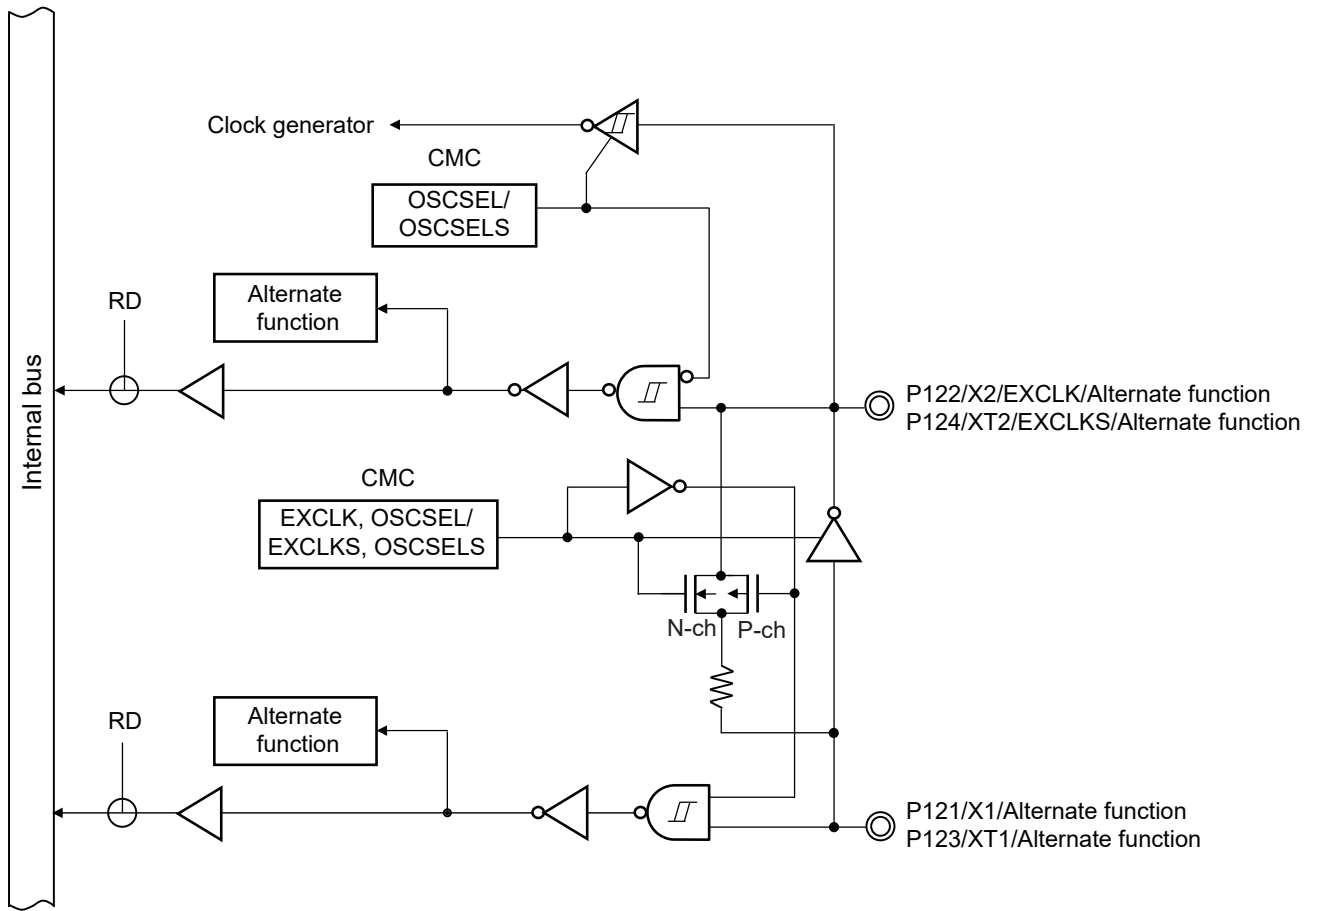 Clock generator
CMC
OSCSEL/
OSCSELS
Alternate
function
RD
Internal bus
P122/X2/EXCLK/Alternate function
P124/XT2/EXCLKS/Alternate function
CMC
EXCLK, OSCSEL/
EXCLKS, OSCSELS
N-ch
P-ch
Alternate
function
RD
P121/X1/Alternate function
P123/XT1/Alternate function